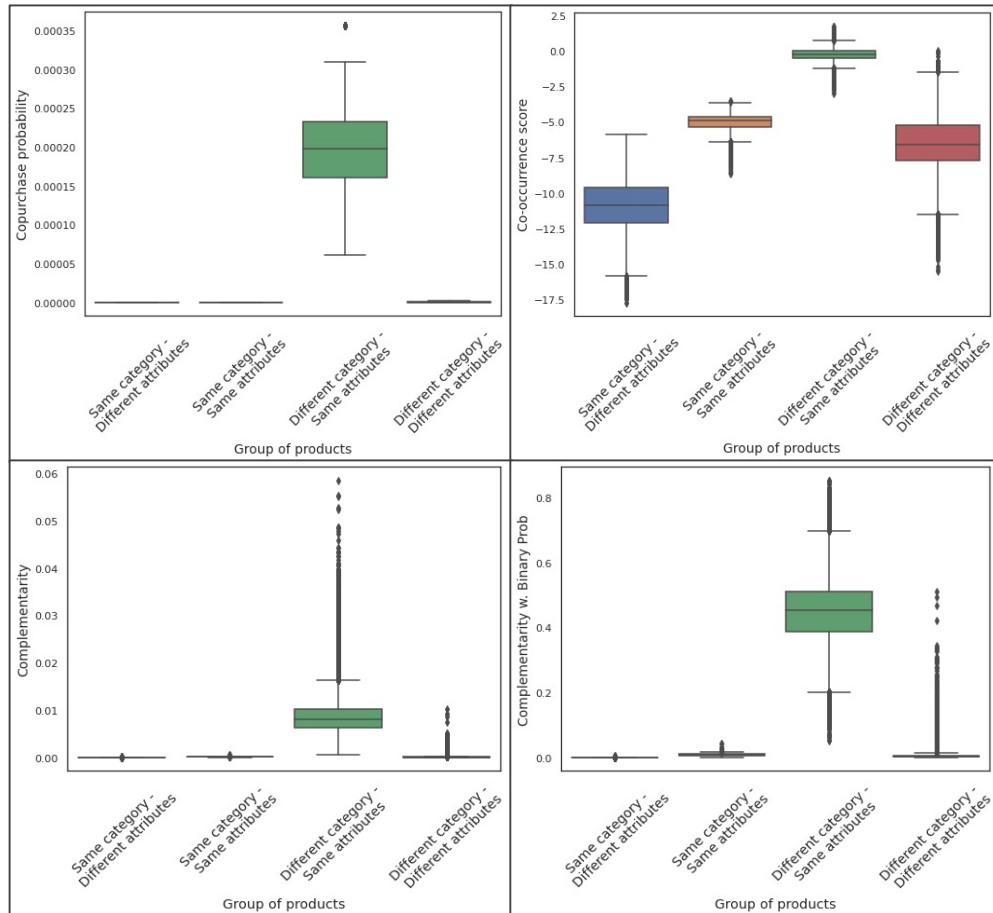 Copurchase probability
0.00035
0.00030
0.00025
0.00020
0.00015
0.00010
0.00005
0.00000
Same category -
Different attributes
Same category -
Same attributes
Different category -
Same attributes
Different category -
Different attributes
Group of products
Co-occurrence score
2.5
0.0
−2.5
−5.0
−7.5
−10.0
−12.5
−15.0
−17.5
Same category -
Different attributes
Same category -
Same attributes
Different category -
Same attributes
Different category -
Different attributes
Group of products
Complementarity
0.06
0.05
0.04
0.03
0.02
0.01
0.00
Same category -
Different attributes
Same category -
Same attributes
Different category -
Same attributes
Different category -
Different attributes
Group of products
Complementarity w. Binary Prob
0.8
0.6
0.4
0.2
0.0
Same category -
Different attributes
Same category -
Same attributes
Different category -
Same attributes
Different category -
Different attributes
Group of products